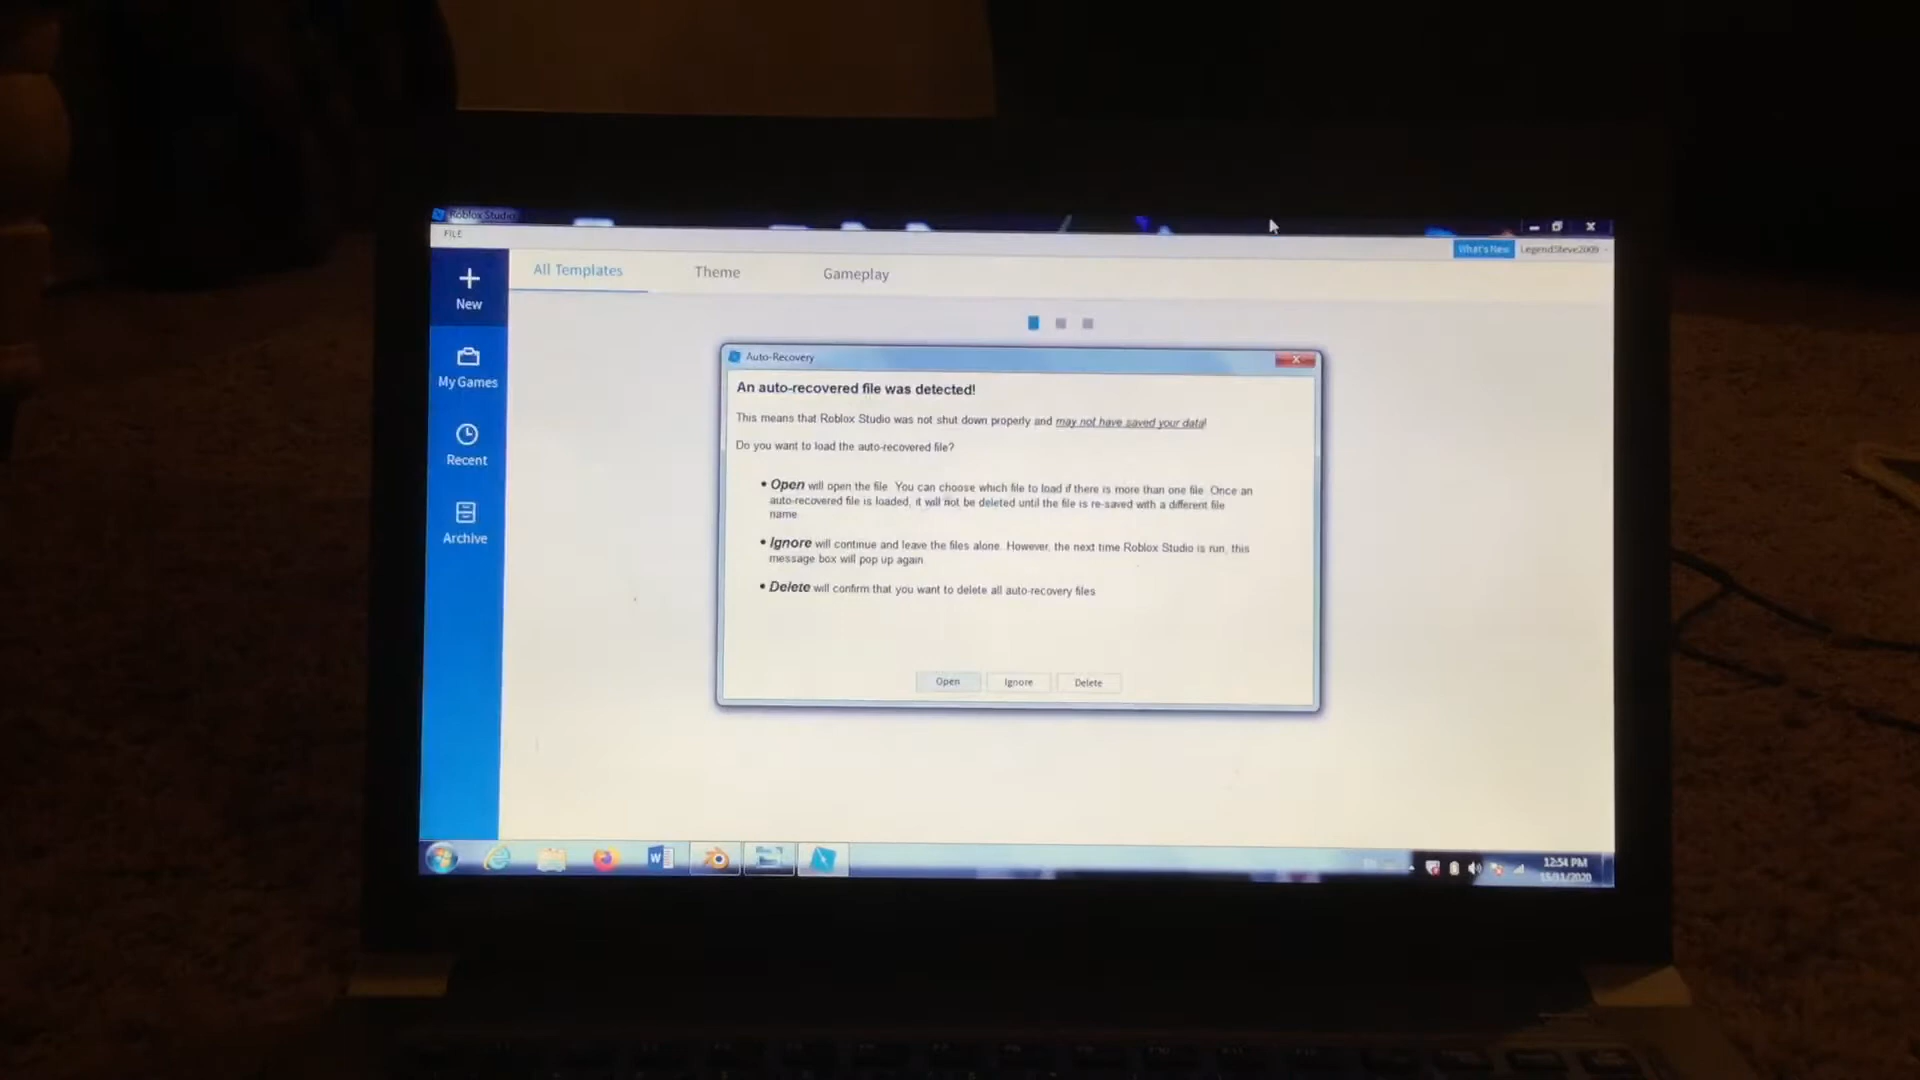 Roblox Studio
FILE
What's New LegendSteve2009
All Templates Theme Gameplay
New
My Games
Recent
Archive
Auto-Recovery
An auto-recovered file was detected!
This means that Roblox Studio was not shut down properly and may not have saved your data!
Do you want to load the auto-recovered file?
• Open will open the file. You can choose which file to load if there is more than one file. Once an
auto-recovered file is loaded, it will not be deleted until the file is re-saved with a different file
name
• Ignore will continue and leave the files alone. However, the next time Roblox Studio is run, this
message box will pop up again
• Delete will confirm that you want to delete all auto-recovery files
Open Ignore Delete
12:54 PM
15/11/2020